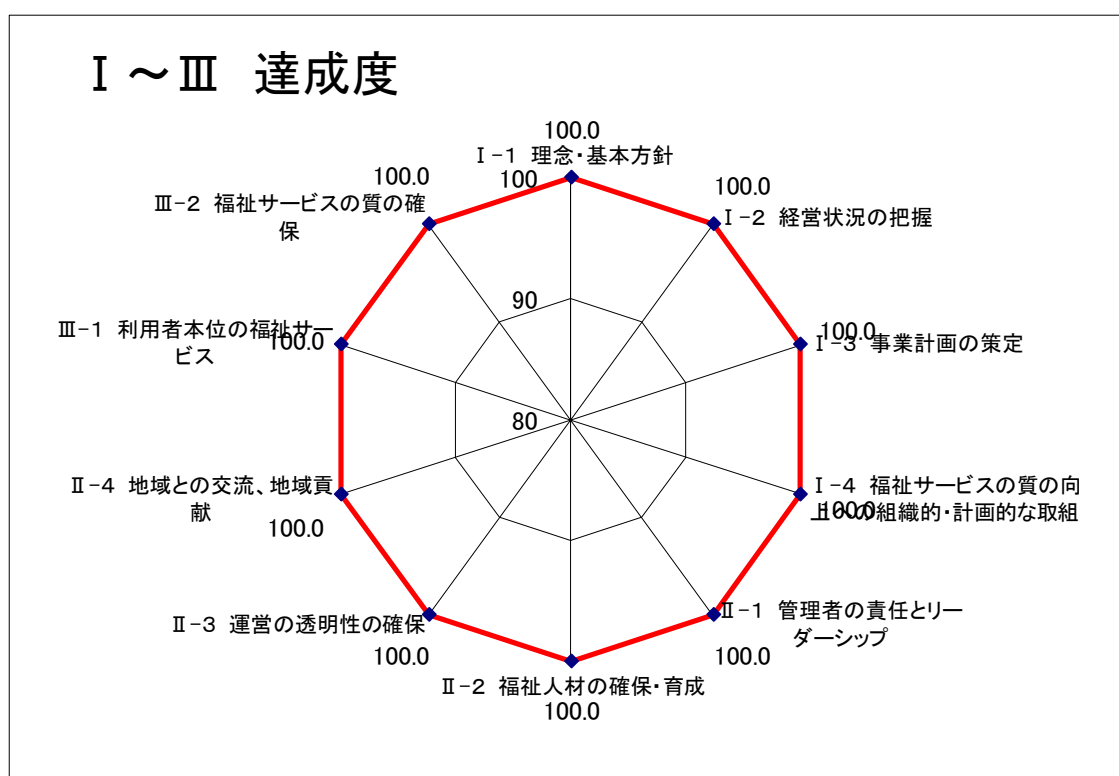 Ⅰ～Ⅲ 達成度
100.0
Ⅰ-1 理念・基本方針
100
100.0
Ⅰ-2 経営状況の把握
100.0
Ⅰ-3 事業計画の策定
Ⅰ-4 福祉サービスの質の向
上への組織的・計画的な取組
100.0
Ⅱ-1 管理者の責任とリー
ダーシップ
100.0
Ⅱ-2 福祉人材の確保・育成
100.0
Ⅱ-3 運営の透明性の確保
100.0
Ⅱ-4 地域との交流、地域貢
献
100.0
Ⅲ-1 利用者本位の福祉サー
ビス
100.0
Ⅲ-2 福祉サービスの質の確
保
100.0
90
80